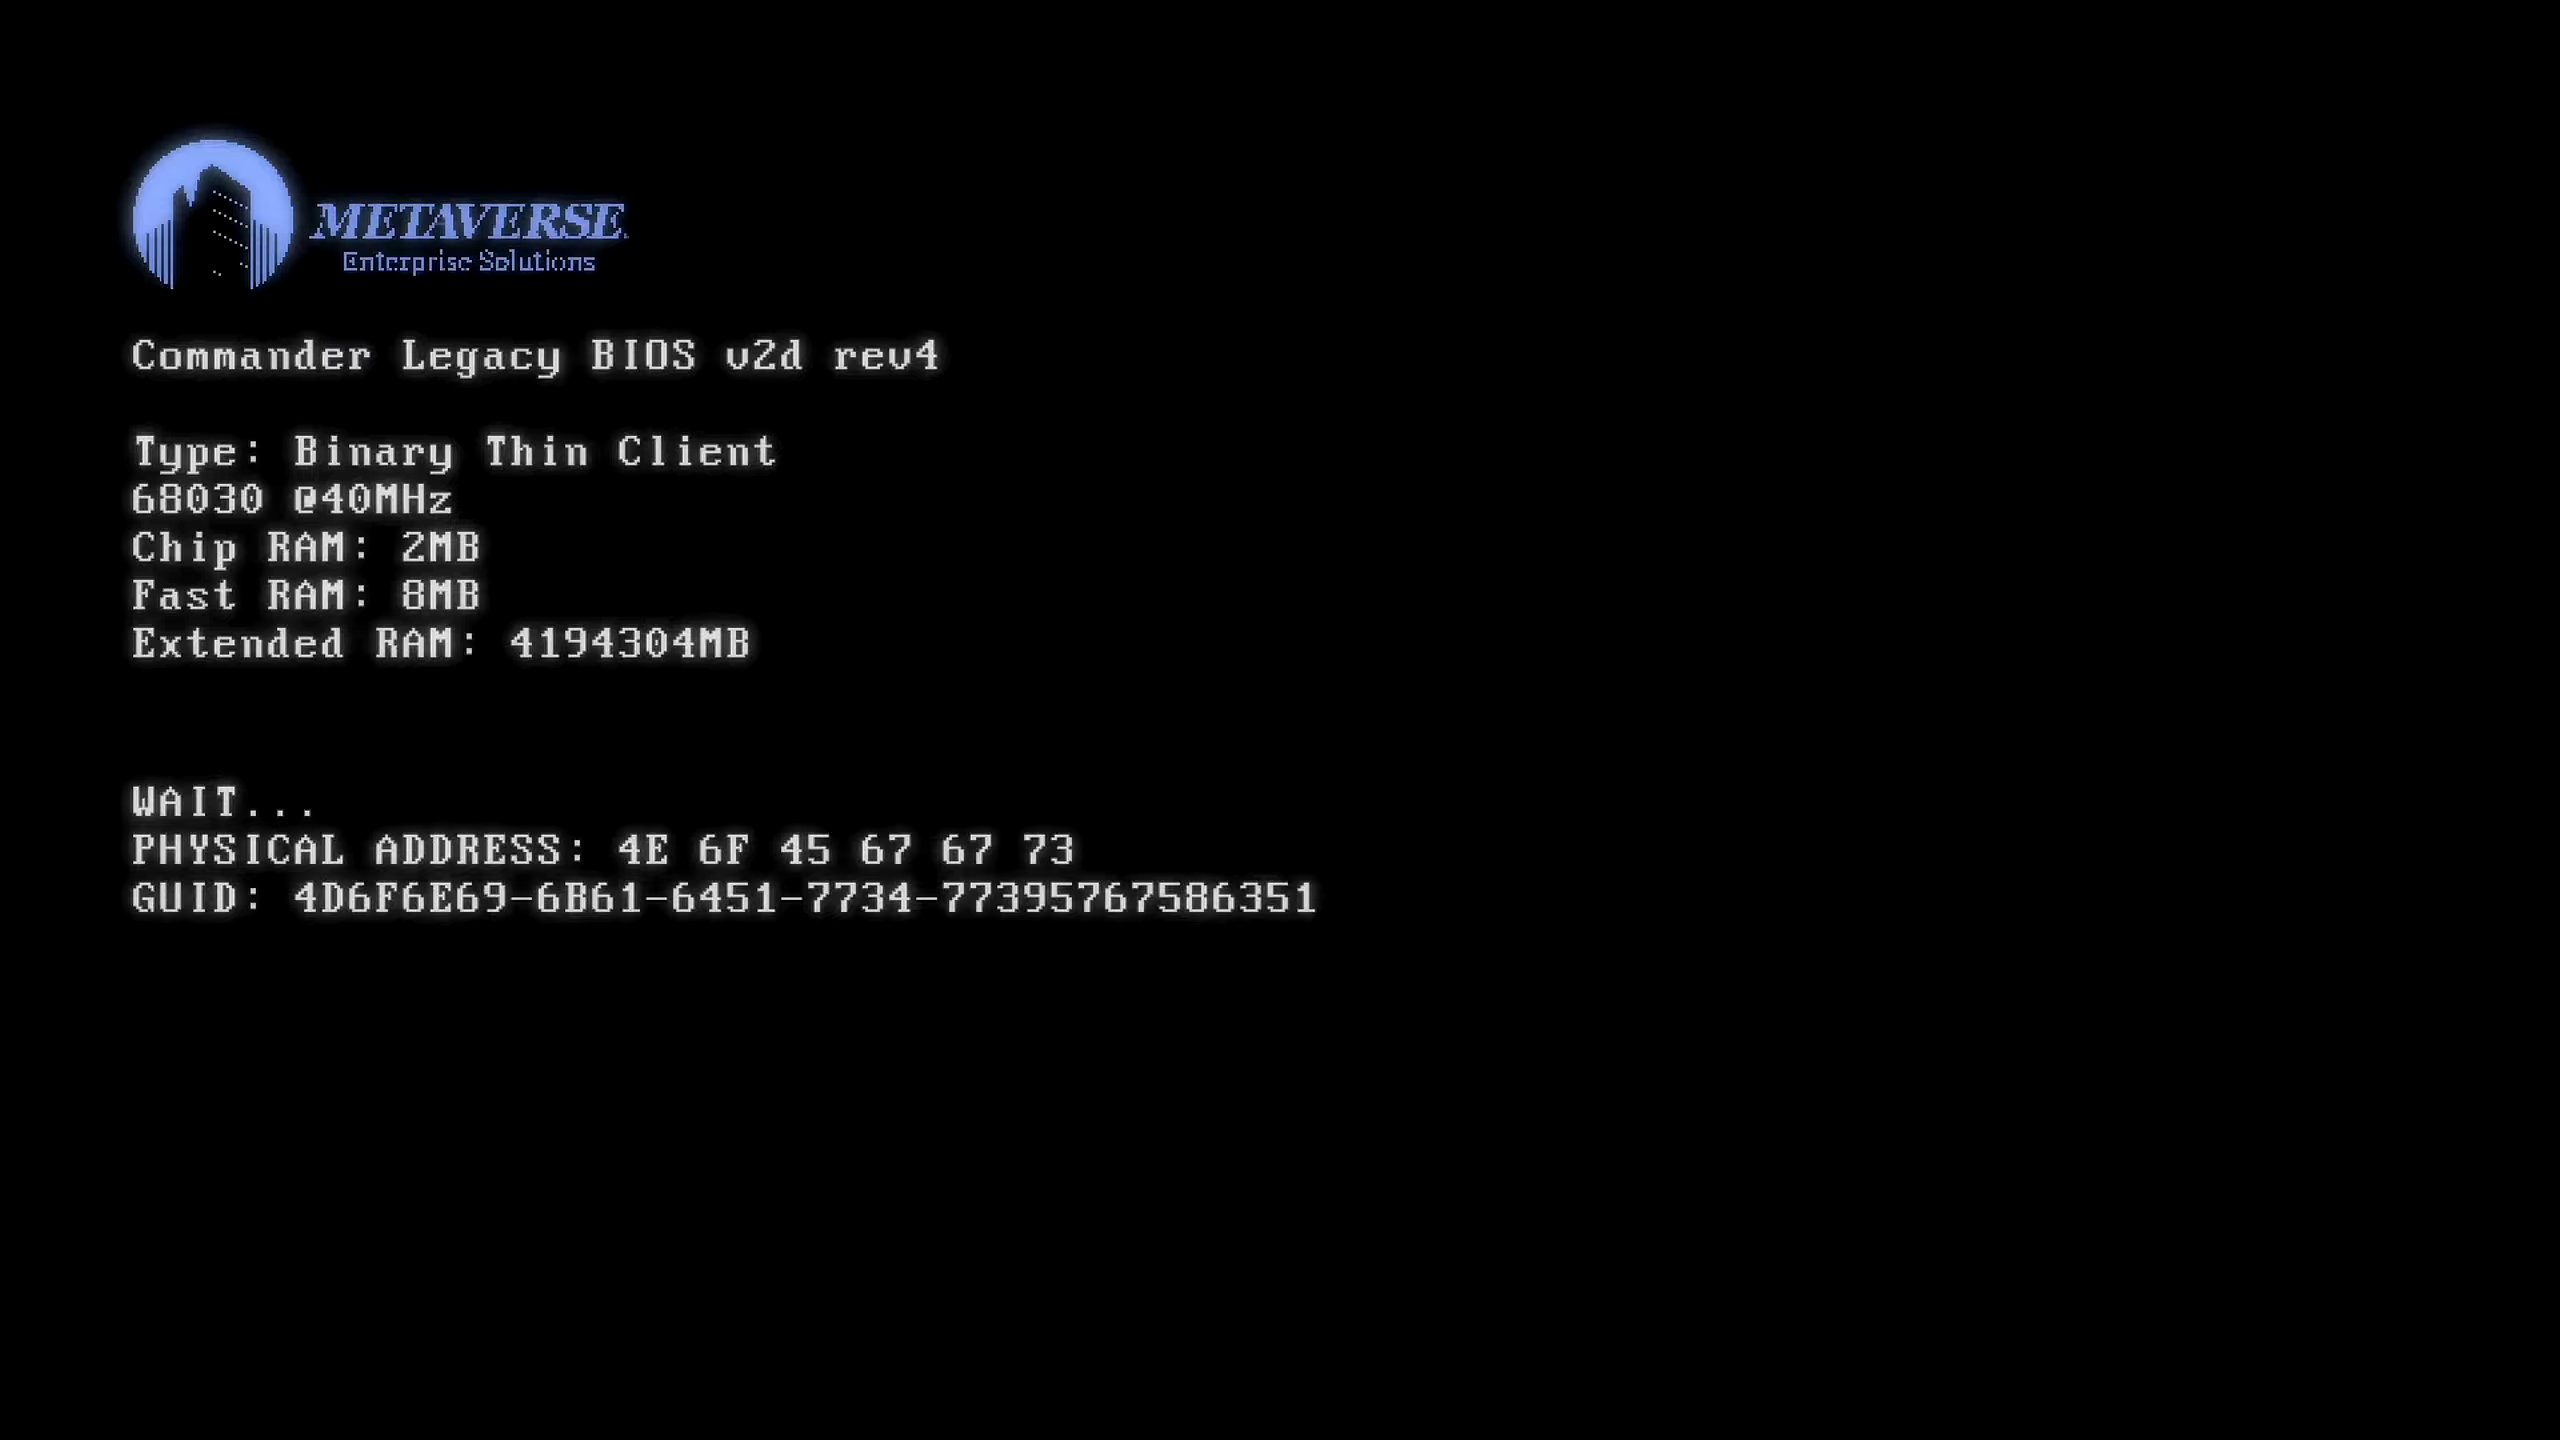 METAVERSE
Enterprise Solutions
Commander Legacy BIOS v2d rev4
Type: Binary Thin Client
68030 @40MHz
Chip RAM: 2MB
Fast RAM: 8MB
Extended RAM: 4194304MB
WAIT...
PHYSICAL ADDRESS: 4E 6F 45 67 67 73
GUID: 4D6F6E69-6B61-6451-7734-77395767586351